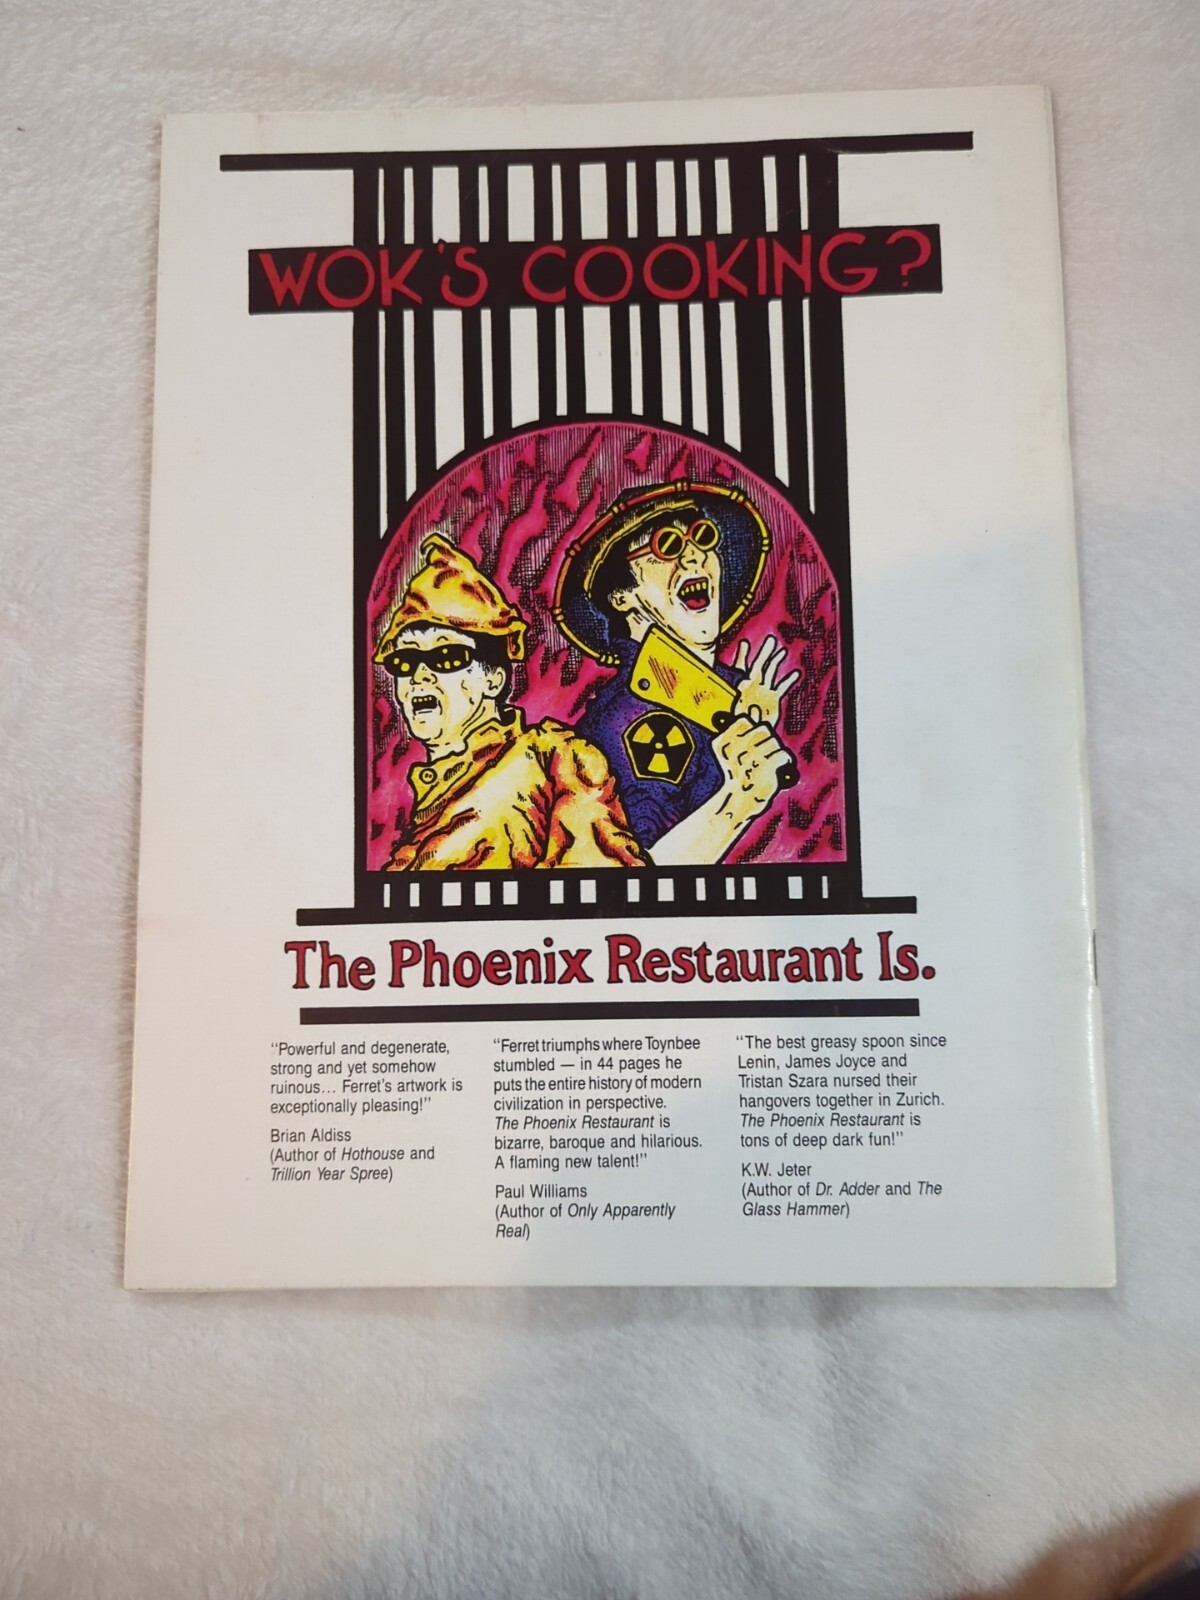 WOK'S COOKING?
The Phoenix Restaurant Is.
"Powerful and degenerate,
strong and yet somehow
ruinous... Ferret's artwork is
exceptionally pleasing!"
Brian Aldiss
(Author of Hothouse and
Trillion Year Spree)
"Ferret triumphs where Toynbee
stumbled — in 44 pages he
puts the entire history of modern
civilization in perspective.
The Phoenix Restaurant is
bizarre, baroque and hilarious.
A flaming new talent!"
Paul Williams
(Author of Only Apparently
Real)
"The best greasy spoon since
Lenin, James Joyce and
Tristan Szara nursed their
hangovers together in Zurich.
The Phoenix Restaurant is
tons of deep dark fun!"
K.W. Jeter
(Author of Dr. Adder and The
Glass Hammer)